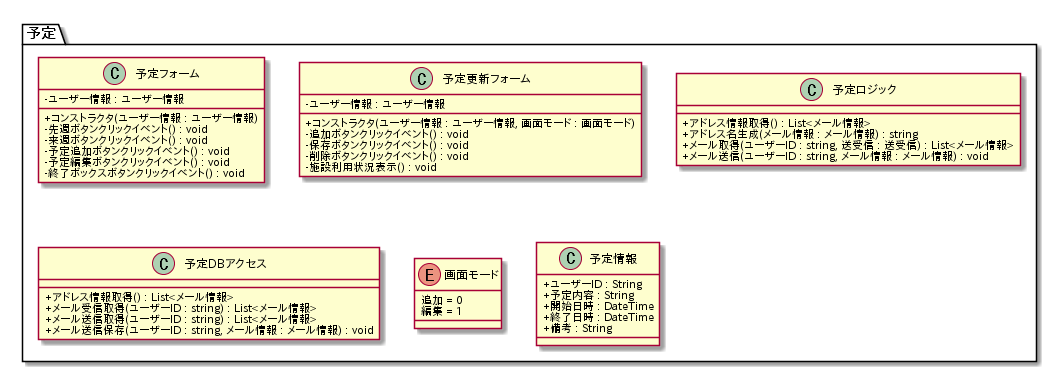 予定
C 予定フォーム
-ユーザー情報 : ユーザー情報
+コンストラクタ(ユーザー情報 : ユーザー情報)
-先週ボタンクリックイベント() : void
-来週ボタンクリックイベント() : void
-予定追加ボタンクリックイベント() : void
-予定編集ボタンクリックイベント() : void
-終了ボックスボタンクリックイベント() : void
C 予定更新フォーム
-ユーザー情報 : ユーザー情報
+コンストラクタ(ユーザー情報 : ユーザー情報, 画面モード : 画面モード)
-追加ボタンクリックイベント() : void
-保存ボタンクリックイベント() : void
-削除ボタンクリックイベント() : void
-施設利用状況表示() : void
C 予定ロジック
+アドレス情報取得() : List<メール情報>
+アドレス名生成(メール情報 : メール情報) : string
+メール取得(ユーザーID : string, 送受信 : 送受信) : List<メール情報>
+メール送信(ユーザーID : string, メール情報 : メール情報) : void
C 予定DBアクセス
+アドレス情報取得() : List<メール情報>
+メール受信取得(ユーザーID : string) : List<メール情報>
+メール送信取得(ユーザーID : string) : List<メール情報>
+メール送信保存(ユーザーID : string, メール情報 : メール情報) : void
E 画面モード
追加 = 0
編集 = 1
C 予定情報
+ユーザーID : String
+予定内容 : String
+開始日時 : DateTime
+終了日時 : DateTime
+備考 : String